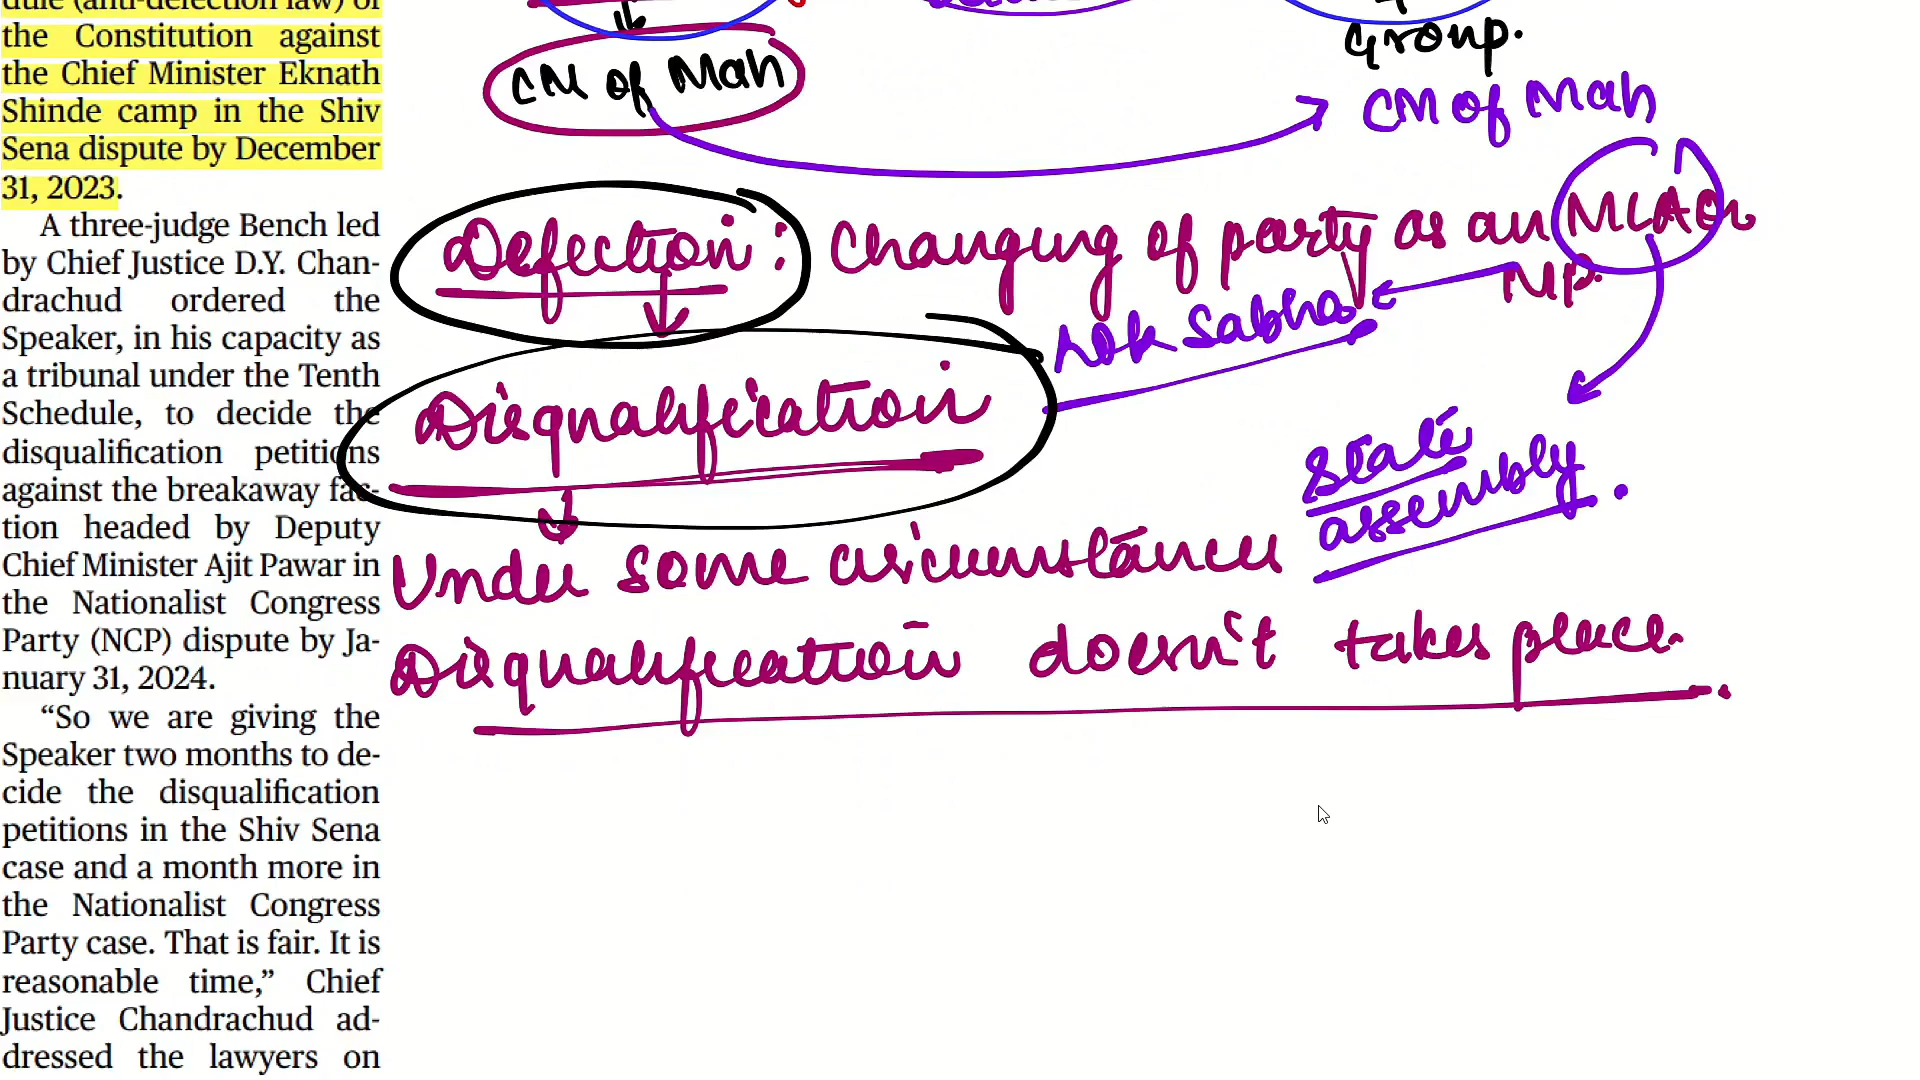 dule (anti-defection law) of
the Constitution against
the Chief Minister Eknath
Shinde camp in the Shiv
Sena dispute by December
31, 2023.
A three-judge Bench led
by Chief Justice D.Y. Chan-
drachud ordered the
Speaker, in his capacity as
a tribunal under the Tenth
Schedule, to decide the
disqualification petitions
against the breakaway fac-
tion headed by Deputy
Chief Minister Ajit Pawar in
the Nationalist Congress
Party (NCP) dispute by Ja-
nuary 31, 2024.
“So we are giving the
Speaker two months to de-
cide the disqualification
petitions in the Shiv Sena
case and a month more in
the Nationalist Congress
Party case. That is fair. It is
reasonable time,” Chief
Justice Chandrachud ad-
dressed the lawyers on
Group.
CM of Mah
CM of Mah
Defection: Changing of party as an MLA or
MP.
Lok Sabha
Disqualification
State
assembly.
Under some circumstances
Disqualification doesn't takes place.